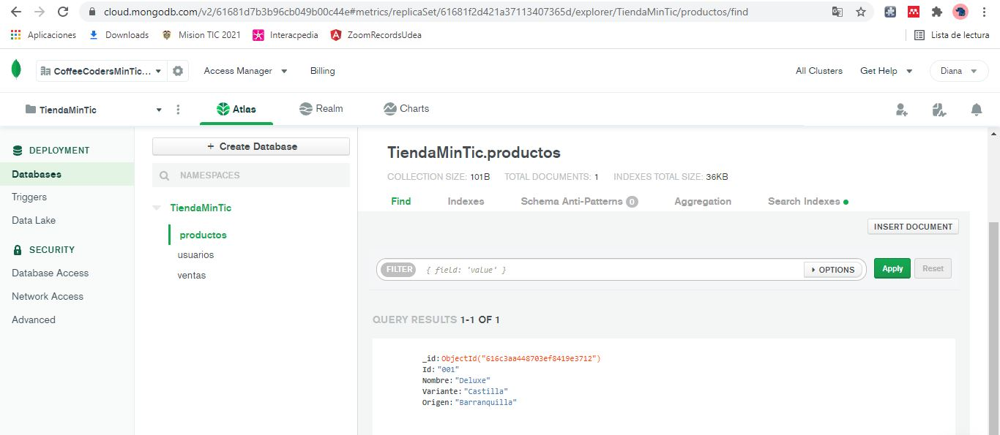 cloud.mongodb.com/v2/61681d7b3b96cb049b00c44e#metrics/replicaSet/61681f2d421a37113407365d/explorer/TiendaMinTic/productos/find
Aplicaciones Downloads Mision TIC 2021 Interacpedia ZoomRecordsUdea Lista de lectura
CoffeeCodersMinTic... Access Manager Billing All Clusters Get Help Diana
TiendaMinTic Atlas Realm Charts
DEPLOYMENT
Databases
Triggers
Data Lake
SECURITY
Database Access
Network Access
Advanced
+ Create Database
NAMESPACES
TiendaMinTic
productos
usuarios
ventas
TiendaMinTic.productos
COLLECTION SIZE: 101B TOTAL DOCUMENTS: 1 INDEXES TOTAL SIZE: 36KB
Find Indexes Schema Anti-Patterns 0 Aggregation Search Indexes
INSERT DOCUMENT
FILTER { field: 'value' } OPTIONS Apply Reset
QUERY RESULTS 1-1 OF 1
_id: ObjectId("616c3aa448703ef8419e3712")
Id: "001"
Nombre: "Deluxe"
Variante: "Castilla"
Origen: "Barranquilla"